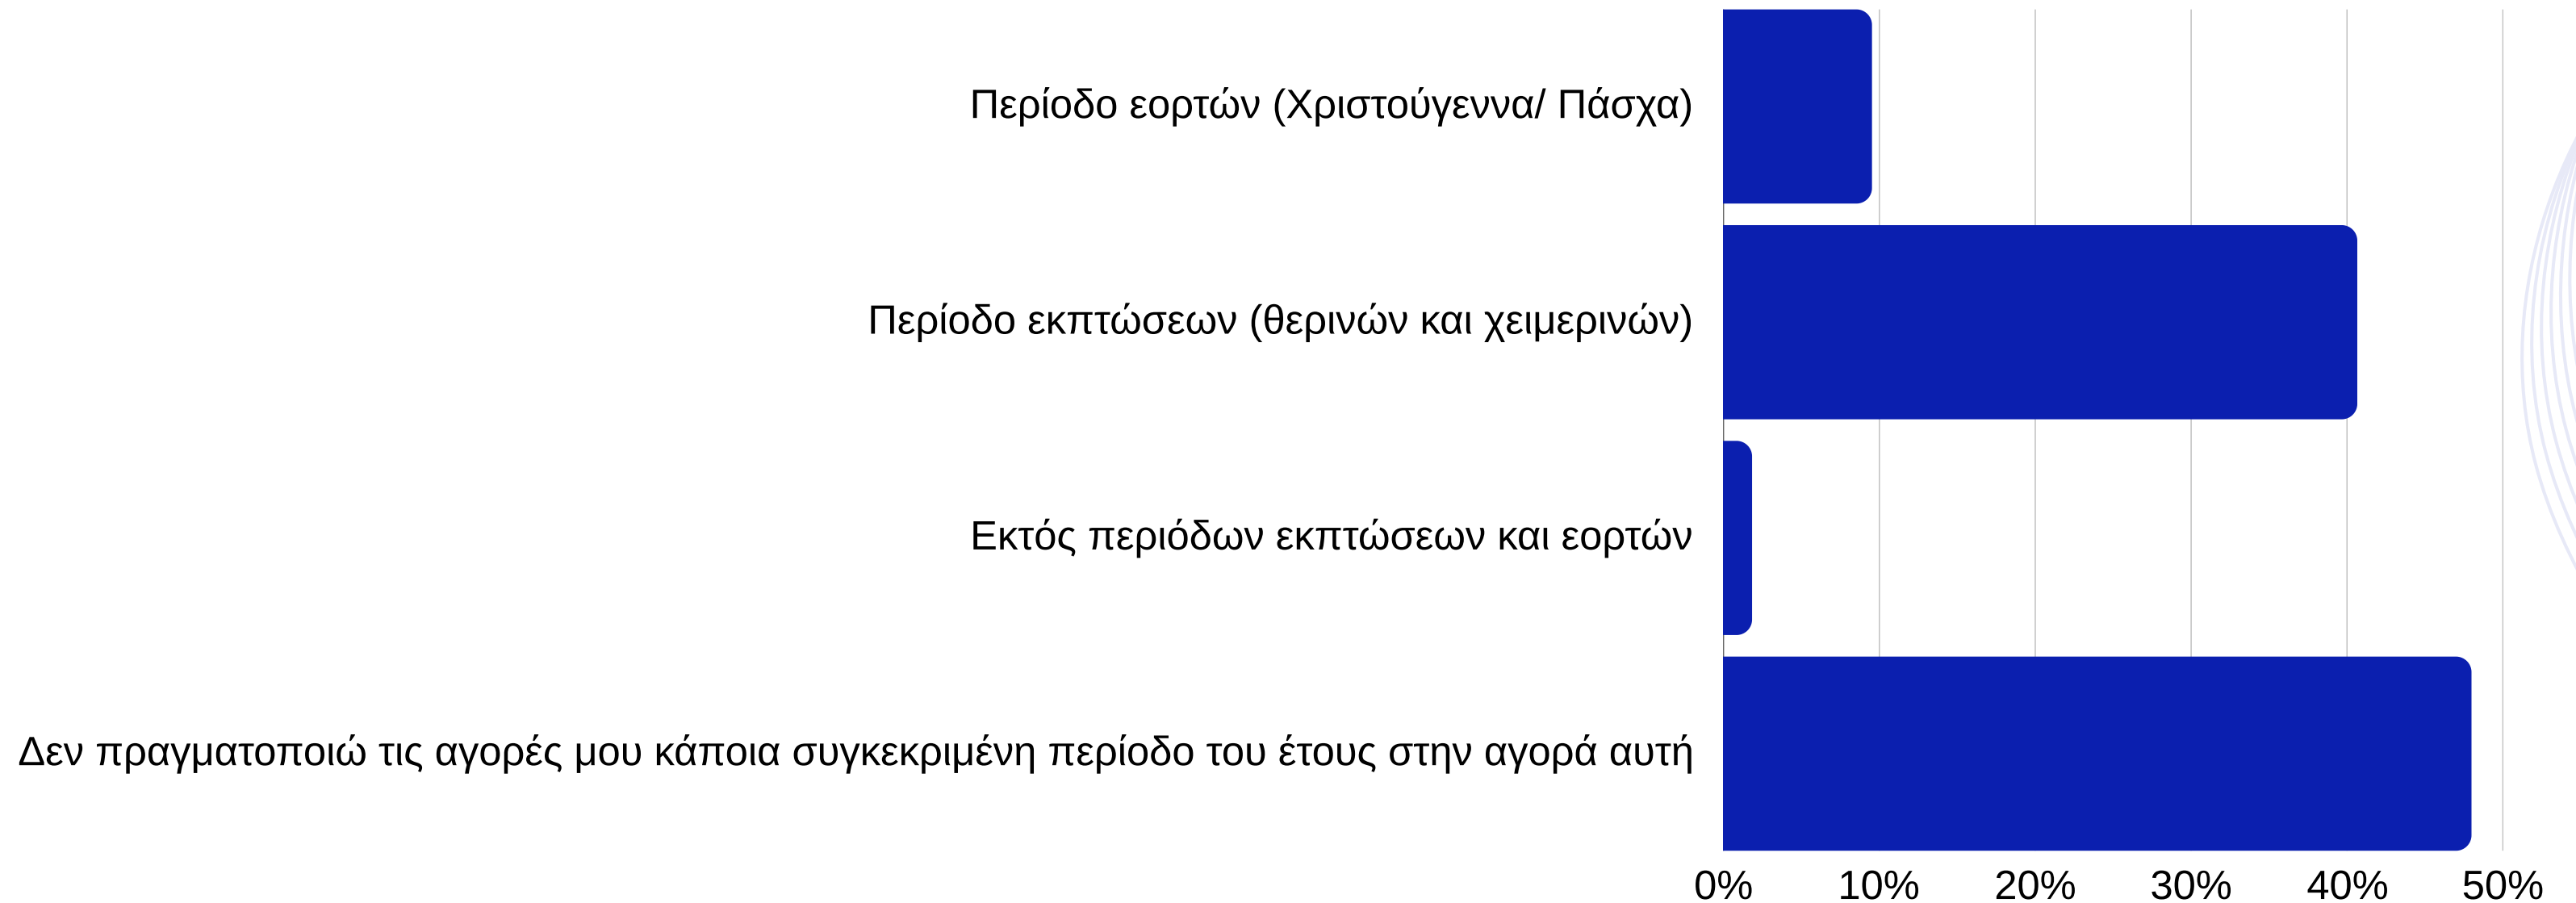 Περίοδο εορτών (Χριστούγεννα/ Πάσχα)
Περίοδο εκπτώσεων (θερινών και χειμερινών)
Εκτός περιόδων εκπτώσεων και εορτών
Δεν πραγματοποιώ τις αγορές μου κάποια συγκεκριμένη περίοδο του έτους στην αγορά αυτή
0% 10% 20% 30% 40% 50%